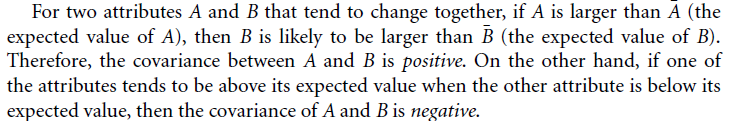 For two attributes A and B that tend to change together, if A is larger than Ā (the
expected value of A), then B is likely to be larger than B̄ (the expected value of B).
Therefore, the covariance between A and B is positive. On the other hand, if one of
the attributes tends to be above its expected value when the other attribute is below its
expected value, then the covariance of A and B is negative.